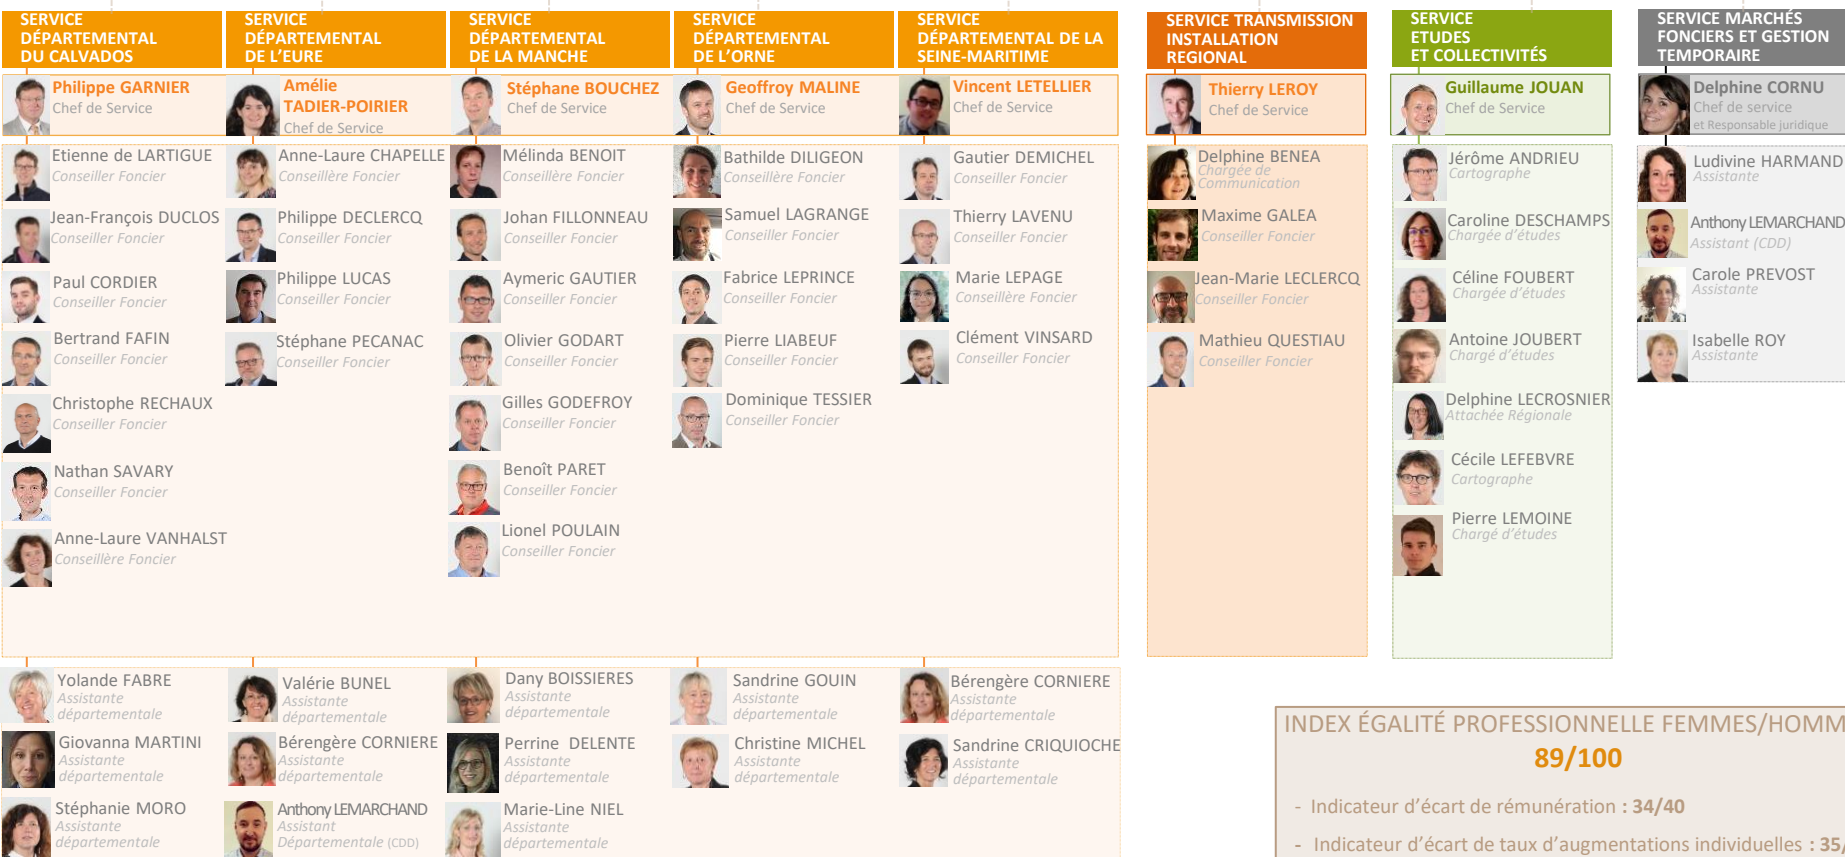 SERVICE
DÉPARTEMENTAL
DU CALVADOS
Philippe GARNIER
Chef de Service
Etienne de LARTIGUE
Conseiller Foncier
Jean-François DUCLOS
Conseiller Foncier
Paul CORDIER
Conseiller Foncier
Bertrand FAFIN
Conseiller Foncier
Christophe RECHAUX
Conseiller Foncier
Nathan SAVARY
Conseiller Foncier
Anne-Laure VANHALST
Conseillère Foncier
Yolande FABRE
Assistante
départementale
Giovanna MARTINI
Assistante
départementale
Stéphanie MORO
Assistante
départementale
SERVICE
DÉPARTEMENTAL
DE L'EURE
Amélie
TADIER-POIRIER
Chef de Service
Anne-Laure CHAPELLE
Conseillère Foncier
Philippe DECLERCQ
Conseiller Foncier
Philippe LUCAS
Conseiller Foncier
Stéphane PECANAC
Conseiller Foncier
Valérie BUNEL
Assistante
départementale
Bérengère CORNIERE
Assistante
départementale
Anthony LEMARCHAND
Assistant
Départementale (CDD)
SERVICE
DÉPARTEMENTAL
DE LA MANCHE
Stéphane BOUCHEZ
Chef de Service
Mélinda BENOIT
Conseillère Foncier
Johan FILLONNEAU
Conseiller Foncier
Aymeric GAUTIER
Conseiller Foncier
Olivier GODART
Conseiller Foncier
Gilles GODEFROY
Conseiller Foncier
Benoît PARET
Conseiller Foncier
Lionel POULAIN
Conseiller Foncier
Dany BOISSIERES
Assistante
départementale
Perrine DELENTE
Assistante
départementale
Marie-Line NIEL
Assistante
départementale
SERVICE
DÉPARTEMENTAL
DE L'ORNE
Geoffroy MALINE
Chef de Service
Bathilde DILIGEON
Conseillère Foncier
Samuel LAGRANGE
Conseiller Foncier
Fabrice LEPRINCE
Conseiller Foncier
Pierre LIABEUF
Conseiller Foncier
Dominique TESSIER
Conseiller Foncier
Sandrine GOUIN
Assistante
départementale
Christine MICHEL
Assistante
départementale
SERVICE
DÉPARTEMENTAL DE LA
SEINE-MARITIME
Vincent LETELLIER
Chef de Service
Gautier DEMICHEL
Conseiller Foncier
Thierry LAVENU
Conseiller Foncier
Marie LEPAGE
Conseillère Foncier
Clément VINSARD
Conseiller Foncier
Bérengère CORNIERE
Assistante
départementale
Sandrine CRIQUIOCHE
Assistante
départementale
SERVICE TRANSMISSION
INSTALLATION
REGIONAL
Thierry LEROY
Chef de Service
Delphine BENEA
Chargée de
Communication
Maxime GALEA
Conseiller Foncier
Jean-Marie LECLERCQ
Conseiller Foncier
Mathieu QUESTIAU
Conseiller Foncier
SERVICE
ETUDES
ET COLLECTIVITÉS
Guillaume JOUAN
Chef de Service
Jérôme ANDRIEU
Cartographe
Caroline DESCHAMPS
Chargée d'études
Céline FOUBERT
Chargée d'études
Antoine JOUBERT
Chargé d'études
Delphine LECROSNIER
Attachée Régionale
Cécile LEFEBVRE
Cartographe
Pierre LEMOINE
Chargé d'études
SERVICE MARCHÉS
FONCIERS ET GESTION
TEMPORAIRE
Delphine CORNU
Chef de service
et Responsable juridique
Ludivine HARMAND
Assistante
Anthony LEMARCHAND
Assistant (CDD)
Carole PREVOST
Assistante
Isabelle ROY
Assistante
INDEX ÉGALITÉ PROFESSIONNELLE FEMMES/HOMM
89/100
- Indicateur d'écart de rémunération : 34/40
- Indicateur d'écart de taux d'augmentations individuelles : 35/